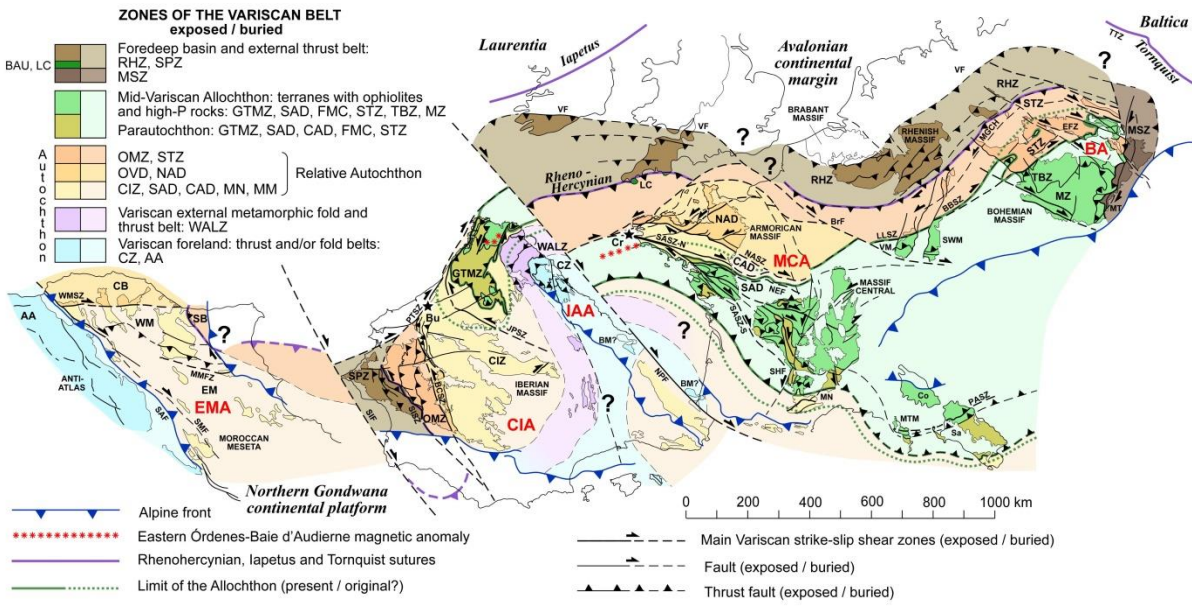 ZONES OF THE VARISCAN BELT
exposed / buried
BAU, LC
Foredeep basin and external thrust belt:
RHZ, SPZ
MSZ
Mid-Variscan Allochthon: terranes with ophiolites
and high-P rocks: GTMZ, SAD, FMC, STZ, TBZ, MZ
Parautochthon: GTMZ, SAD, CAD, FMC, STZ
Autochthon
OMZ, STZ
OVD, NAD
CIZ, SAD, CAD, MN, MM
Relative Autochthon
Variscan external metamorphic fold and
thrust belt: WALZ
Variscan foreland: thrust and/or fold belts:
CZ, AA
Laurentia
Iapetus
Avalonian
continental
margin
Baltica
TTZ
Tornquist
?
VF
VF
VF
BRABANT
MASSIF
RHENISH
MASSIF
RHZ
RHZ
?
?
Rheno -
Hercynian
LC
BrF
MGCH
STZ
STZ
EFZ
BA
MSZ
TBZ
MZ
MT
BOHEMIAN
MASSIF
BBSZ
LLSZ
VM
SWM
Cr
NAD
ARMORICAN
MASSIF
SASZ-N
NASZ
CAD
MCA
SAD
NEF
SASZ-S
MASSIF
CENTRAL
SHF
MN
MTM
Co
Sa
PASZ
WALZ
CZ
GTMZ
IAA
BM?
BM?
NPF
?
?
PTSZ
Bu
JPSZ
CIZ
IBERIAN
MASSIF
SPZ
BCSZ
OMZ
SISZ
SIF
CIA
AA
WMSZ
CB
WM
SB
?
MMFZ
EM
EMA
ANTI-
ATLAS
SAF
SMF
MOROCCAN
MESETA
Northern Gondwana
continental platform
0 200 400 600 800 1000 km
Alpine front
Eastern Órdenes-Baie d'Audierne magnetic anomaly
Rhenohercynian, Iapetus and Tornquist sutures
Limit of the Allochthon (present / original?)
Main Variscan strike-slip shear zones (exposed / buried)
Fault (exposed / buried)
Thrust fault (exposed / buried)